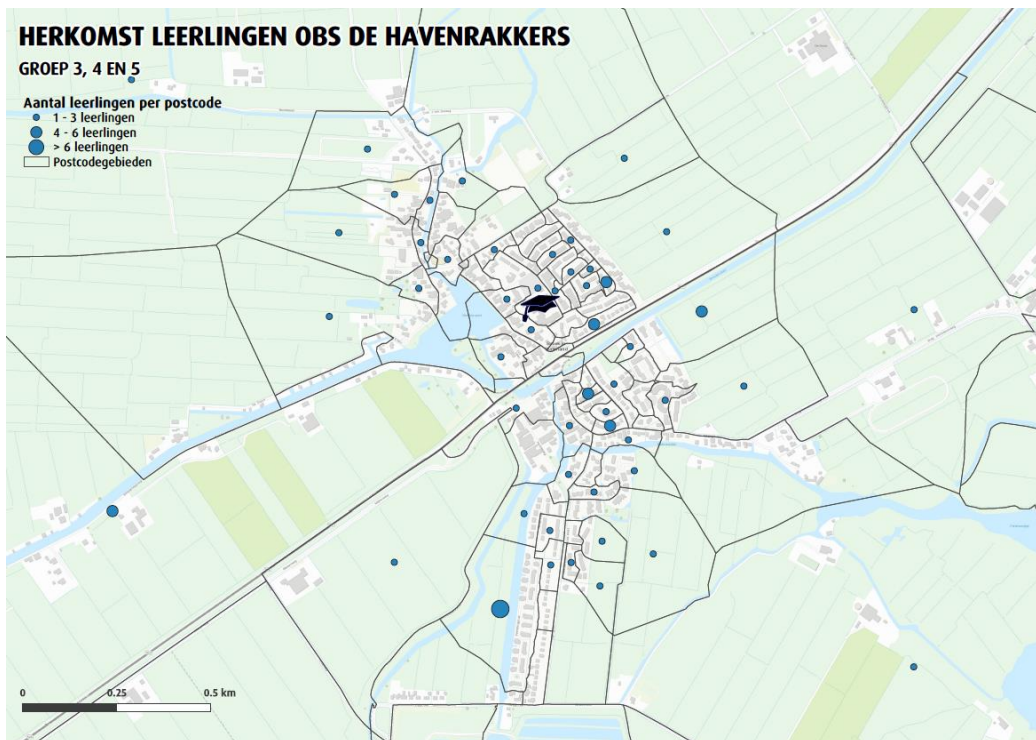 HERKOMST LEERLINGEN OBS DE HAVENRAKKERS
GROEP 3, 4 EN 5
Aantal leerlingen per postcode
1 - 3 leerlingen
4 - 6 leerlingen
> 6 leerlingen
Postcodegebieden
0
0.25
0.5 km